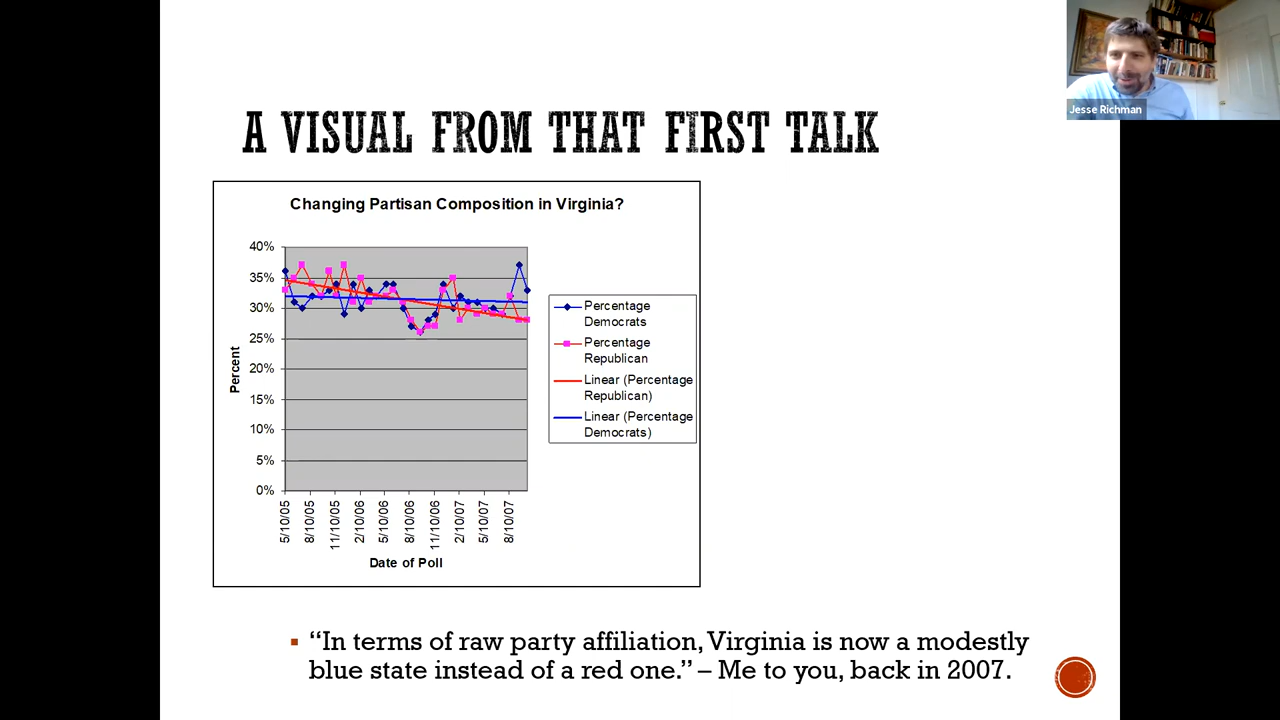 Jesse Richman
A VISUAL FROM THAT FIRST TALK
Changing Partisan Composition in Virginia?
40%
35%
30%
25%
20%
15%
10%
5%
0%
Percent
5/10/05
8/10/05
11/10/05
2/10/06
5/10/06
8/10/06
11/10/06
2/10/07
5/10/07
8/10/07
Date of Poll
Percentage
Democrats
Percentage
Republican
Linear (Percentage
Republican)
Linear (Percentage
Democrats)
“In terms of raw party affiliation, Virginia is now a modestly
blue state instead of a red one.” – Me to you, back in 2007.